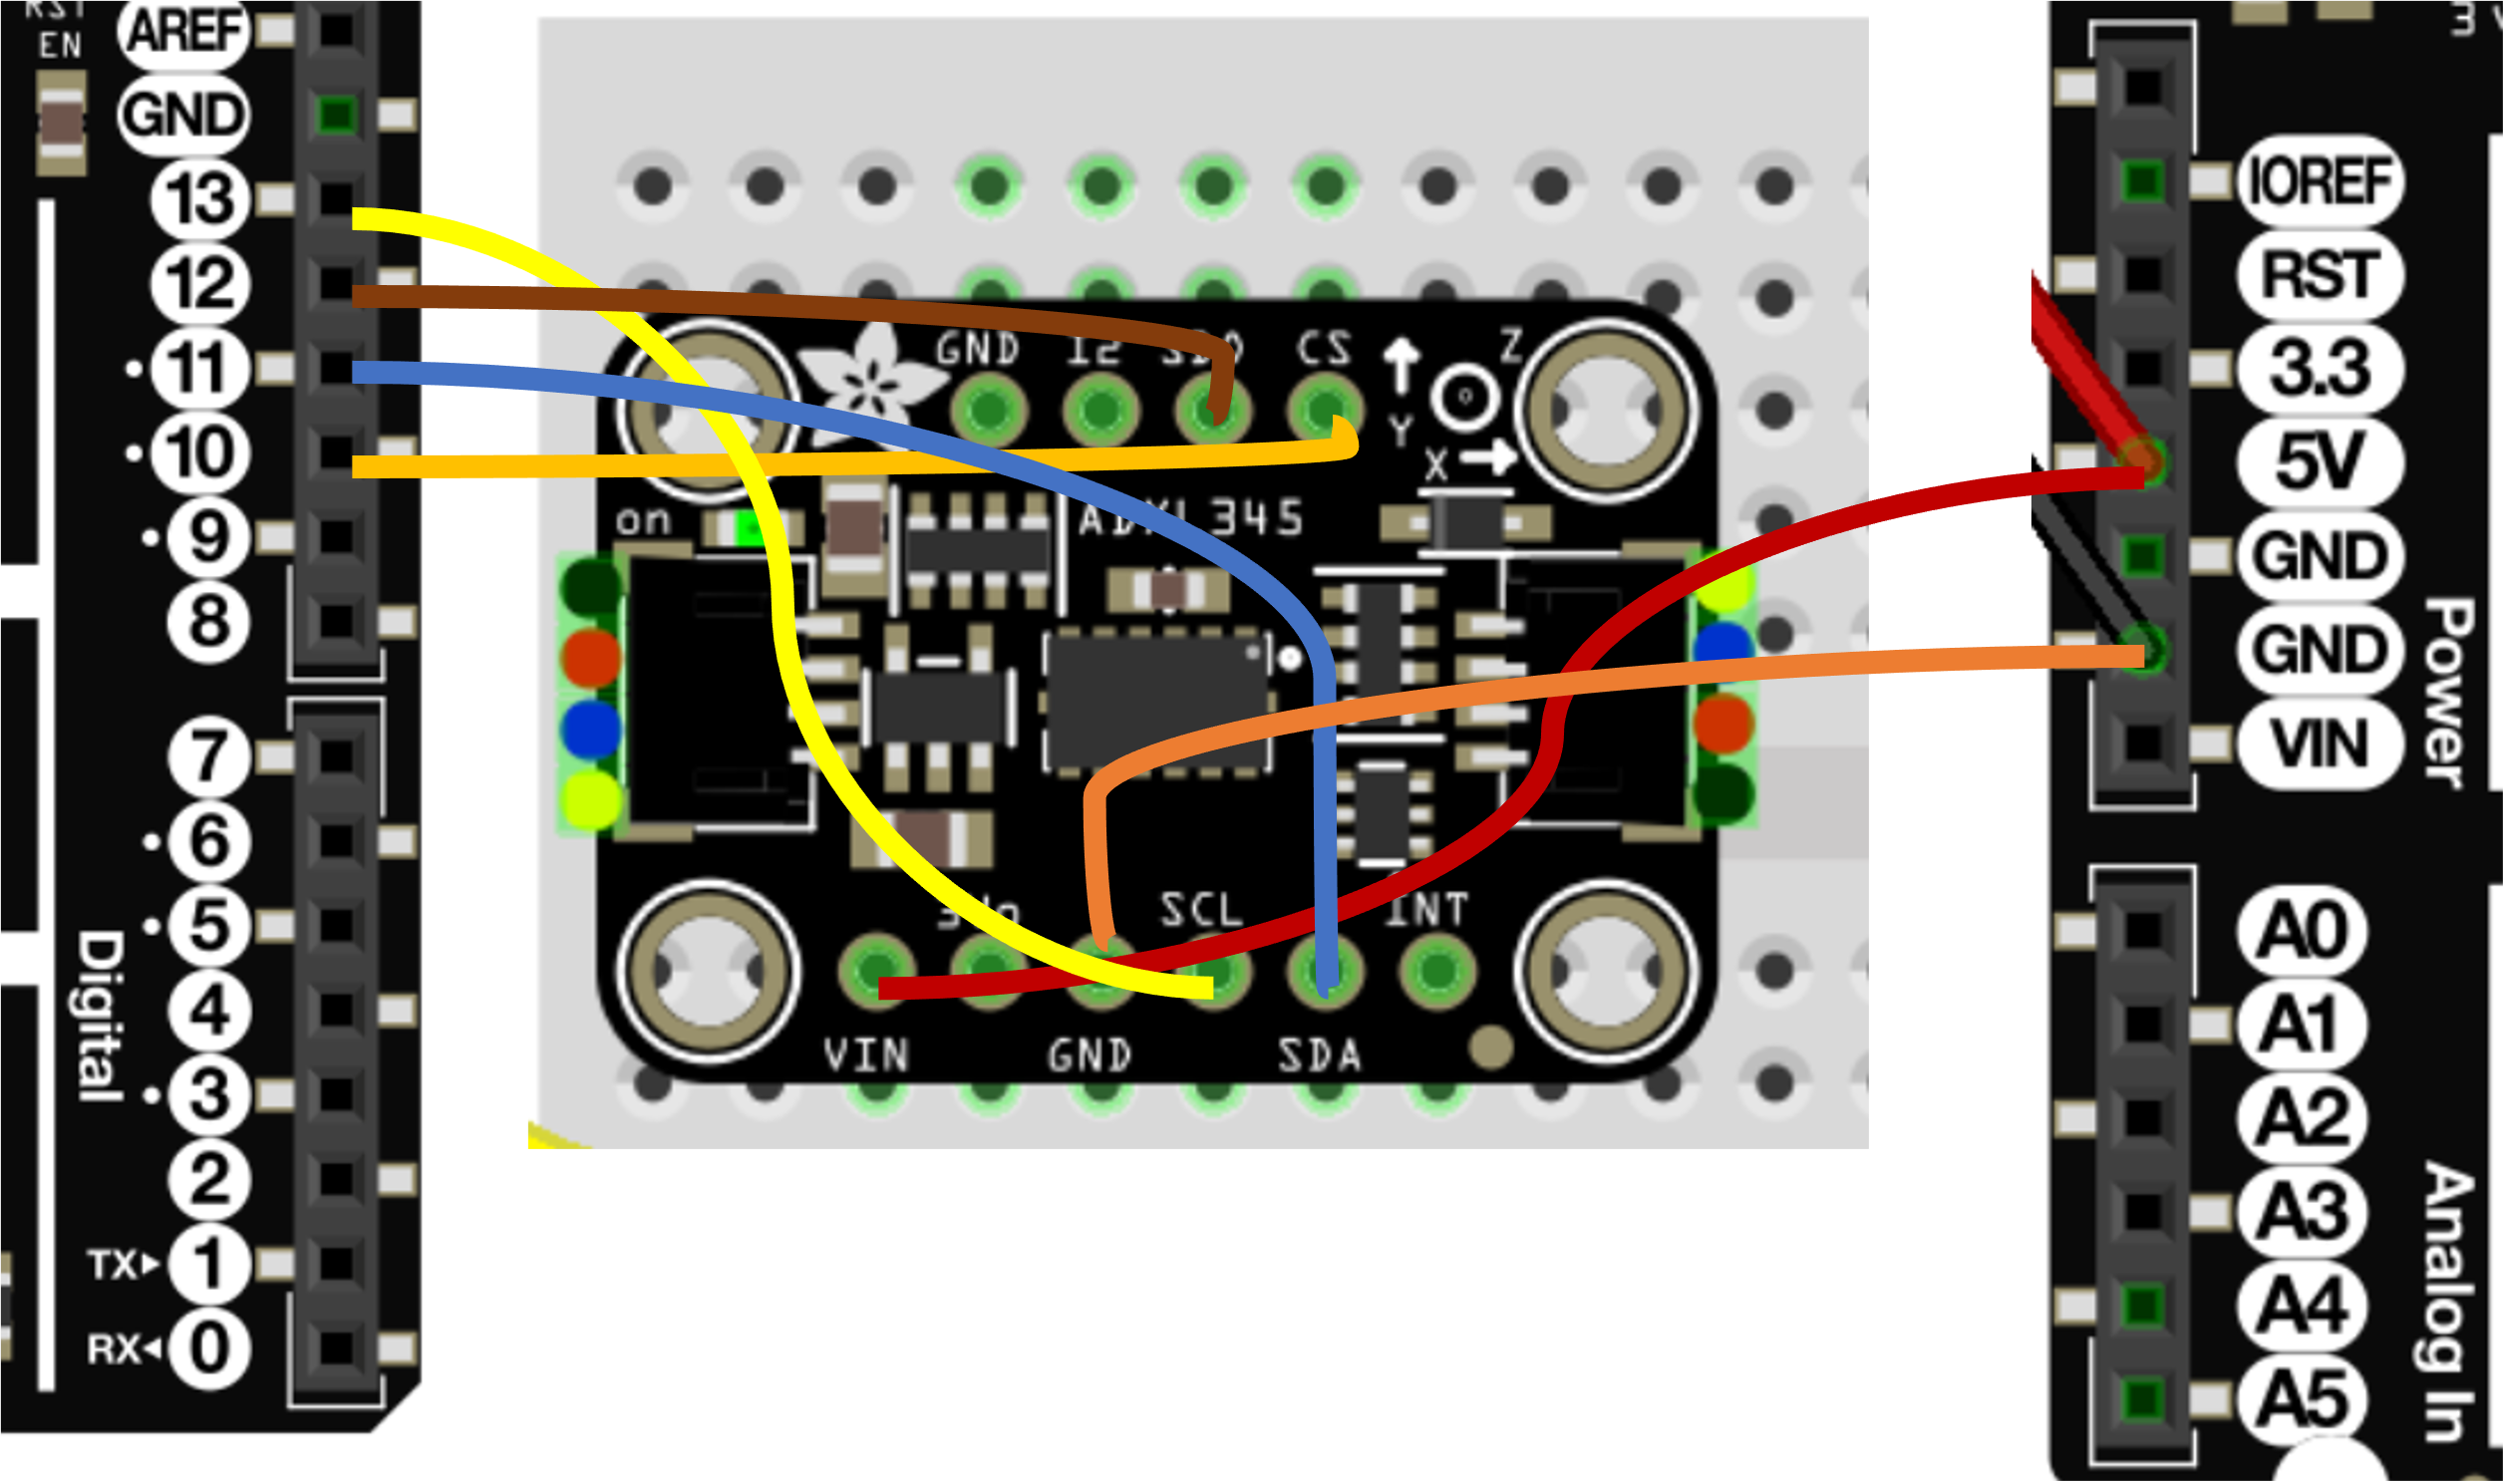 EN
AREF
GND
13
12
11
10
9
8
7
6
5
4
3
2
TX 1
RX 0
Digital
GND I2 SDO CS
Z
Y
X
on
ADXL345
SCL INT
VIN GND SDA
IOREF
RST
3.3
5V
GND
GND
VIN
Power
A0
A1
A2
A3
A4
A5
Analog In